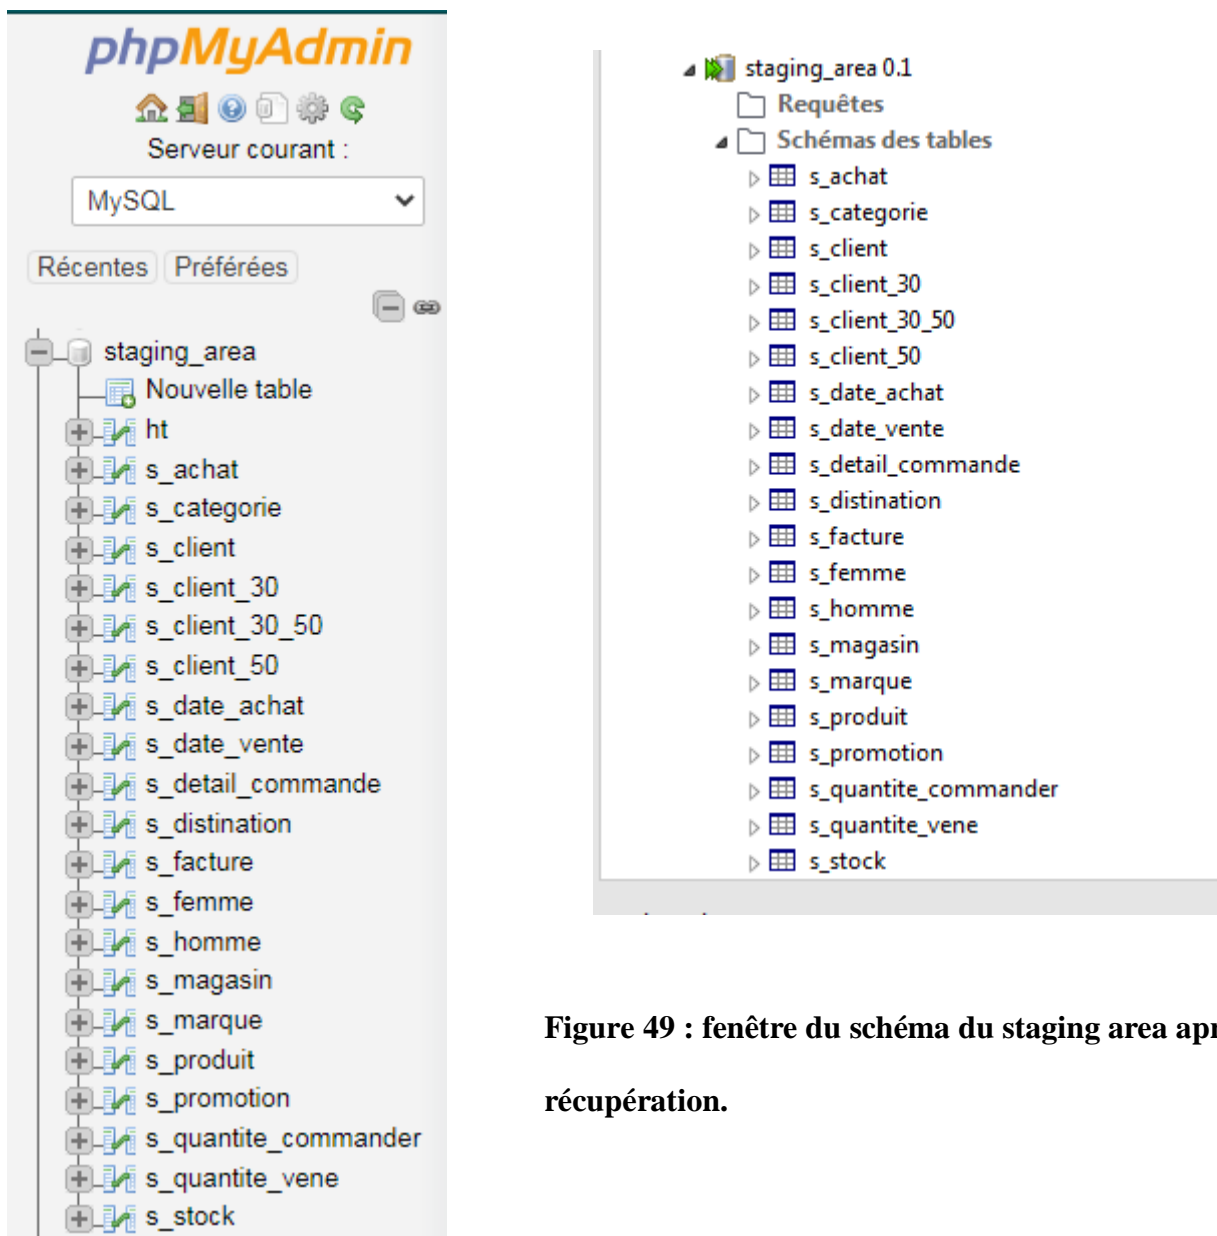 phpMyAdmin
Serveur courant :
MySQL
Récentes Préférées
staging_area
Nouvelle table
ht
s_achat
s_categorie
s_client
s_client_30
s_client_30_50
s_client_50
s_date_achat
s_date_vente
s_detail_commande
s_distination
s_facture
s_femme
s_homme
s_magasin
s_marque
s_produit
s_promotion
s_quantite_commander
s_quantite_vene
s_stock
staging_area 0.1
Requêtes
Schémas des tables
s_achat
s_categorie
s_client
s_client_30
s_client_30_50
s_client_50
s_date_achat
s_date_vente
s_detail_commande
s_distination
s_facture
s_femme
s_homme
s_magasin
s_marque
s_produit
s_promotion
s_quantite_commander
s_quantite_vene
s_stock
Figure 49 : fenêtre du schéma du staging area
récupération.